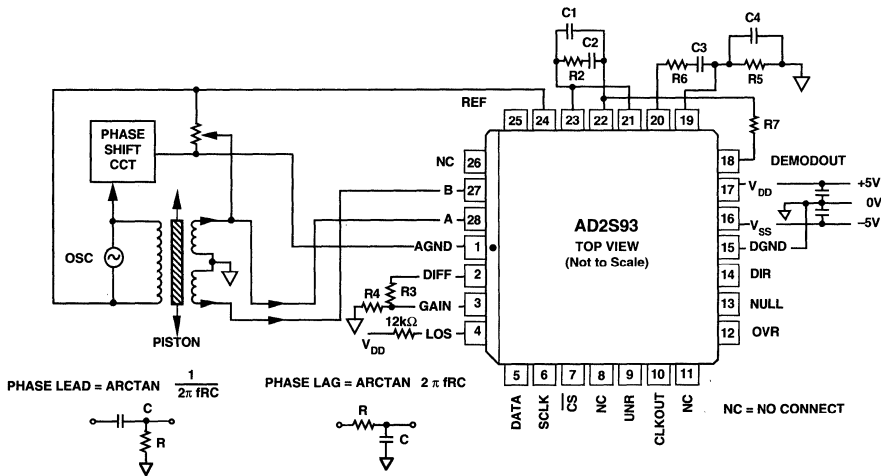 C1
C2
R2
C3
R6
C4
R5
R7
REF
25 24 23 22 21 20 19
PHASE
SHIFT
CCT
NC 26
B 27
A 28
AGND 1
DIFF 2
GAIN 3
LOS 4
R4
R3
12kΩ
VDD
OSC
PISTON
AD2S93
TOP VIEW
(Not to Scale)
18 DEMODOUT
17 VDD +5V
0V
16 VSS –5V
15 DGND
14 DIR
13 NULL
12 OVR
5 6 7 8 9 10 11
DATA
SCLK
CS
NC
UNR
CLKOUT
NC
PHASE LEAD = ARCTAN 1
2π fRC
C
R
PHASE LAG = ARCTAN 2 π fRC
R
C
NC = NO CONNECT